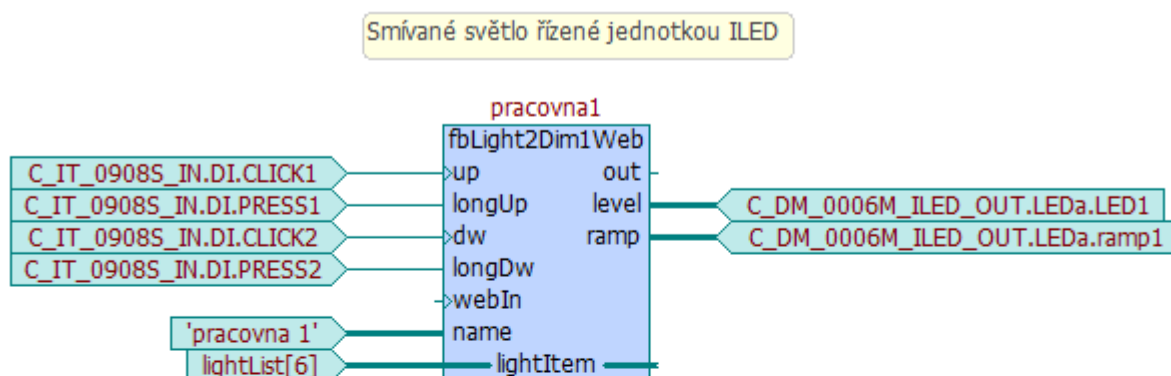 Smívané světlo řízené jednotkou ILED
pracovna1
fbLight2Dim1Web
C_IT_0908S_IN.DI.CLICK1 up out
C_IT_0908S_IN.DI.PRESS1 longUp level C_DM_0006M_ILED_OUT.LEDa.LED1
C_IT_0908S_IN.DI.CLICK2 dw ramp C_DM_0006M_ILED_OUT.LEDa.ramp1
C_IT_0908S_IN.DI.PRESS2 longDw
webIn
'pracovna 1' name
lightList[6] lightItem